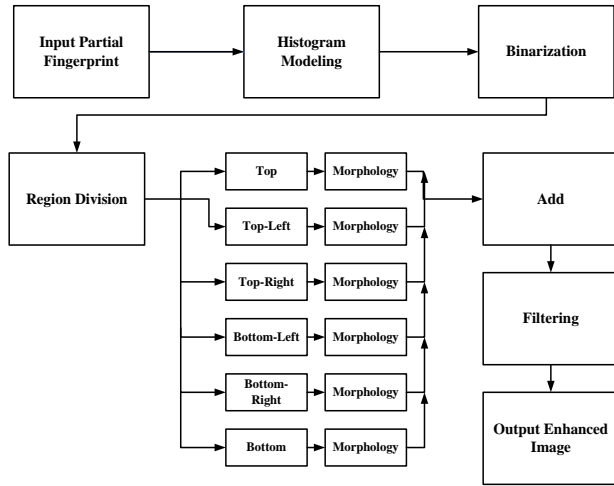 Input Partial
Fingerprint
Histogram
Modeling
Binarization
Region Division
Top
Morphology
Top-Left
Morphology
Top-Right
Morphology
Bottom-Left
Morphology
Bottom-
Right
Morphology
Bottom
Morphology
Add
Filtering
Output Enhanced
Image